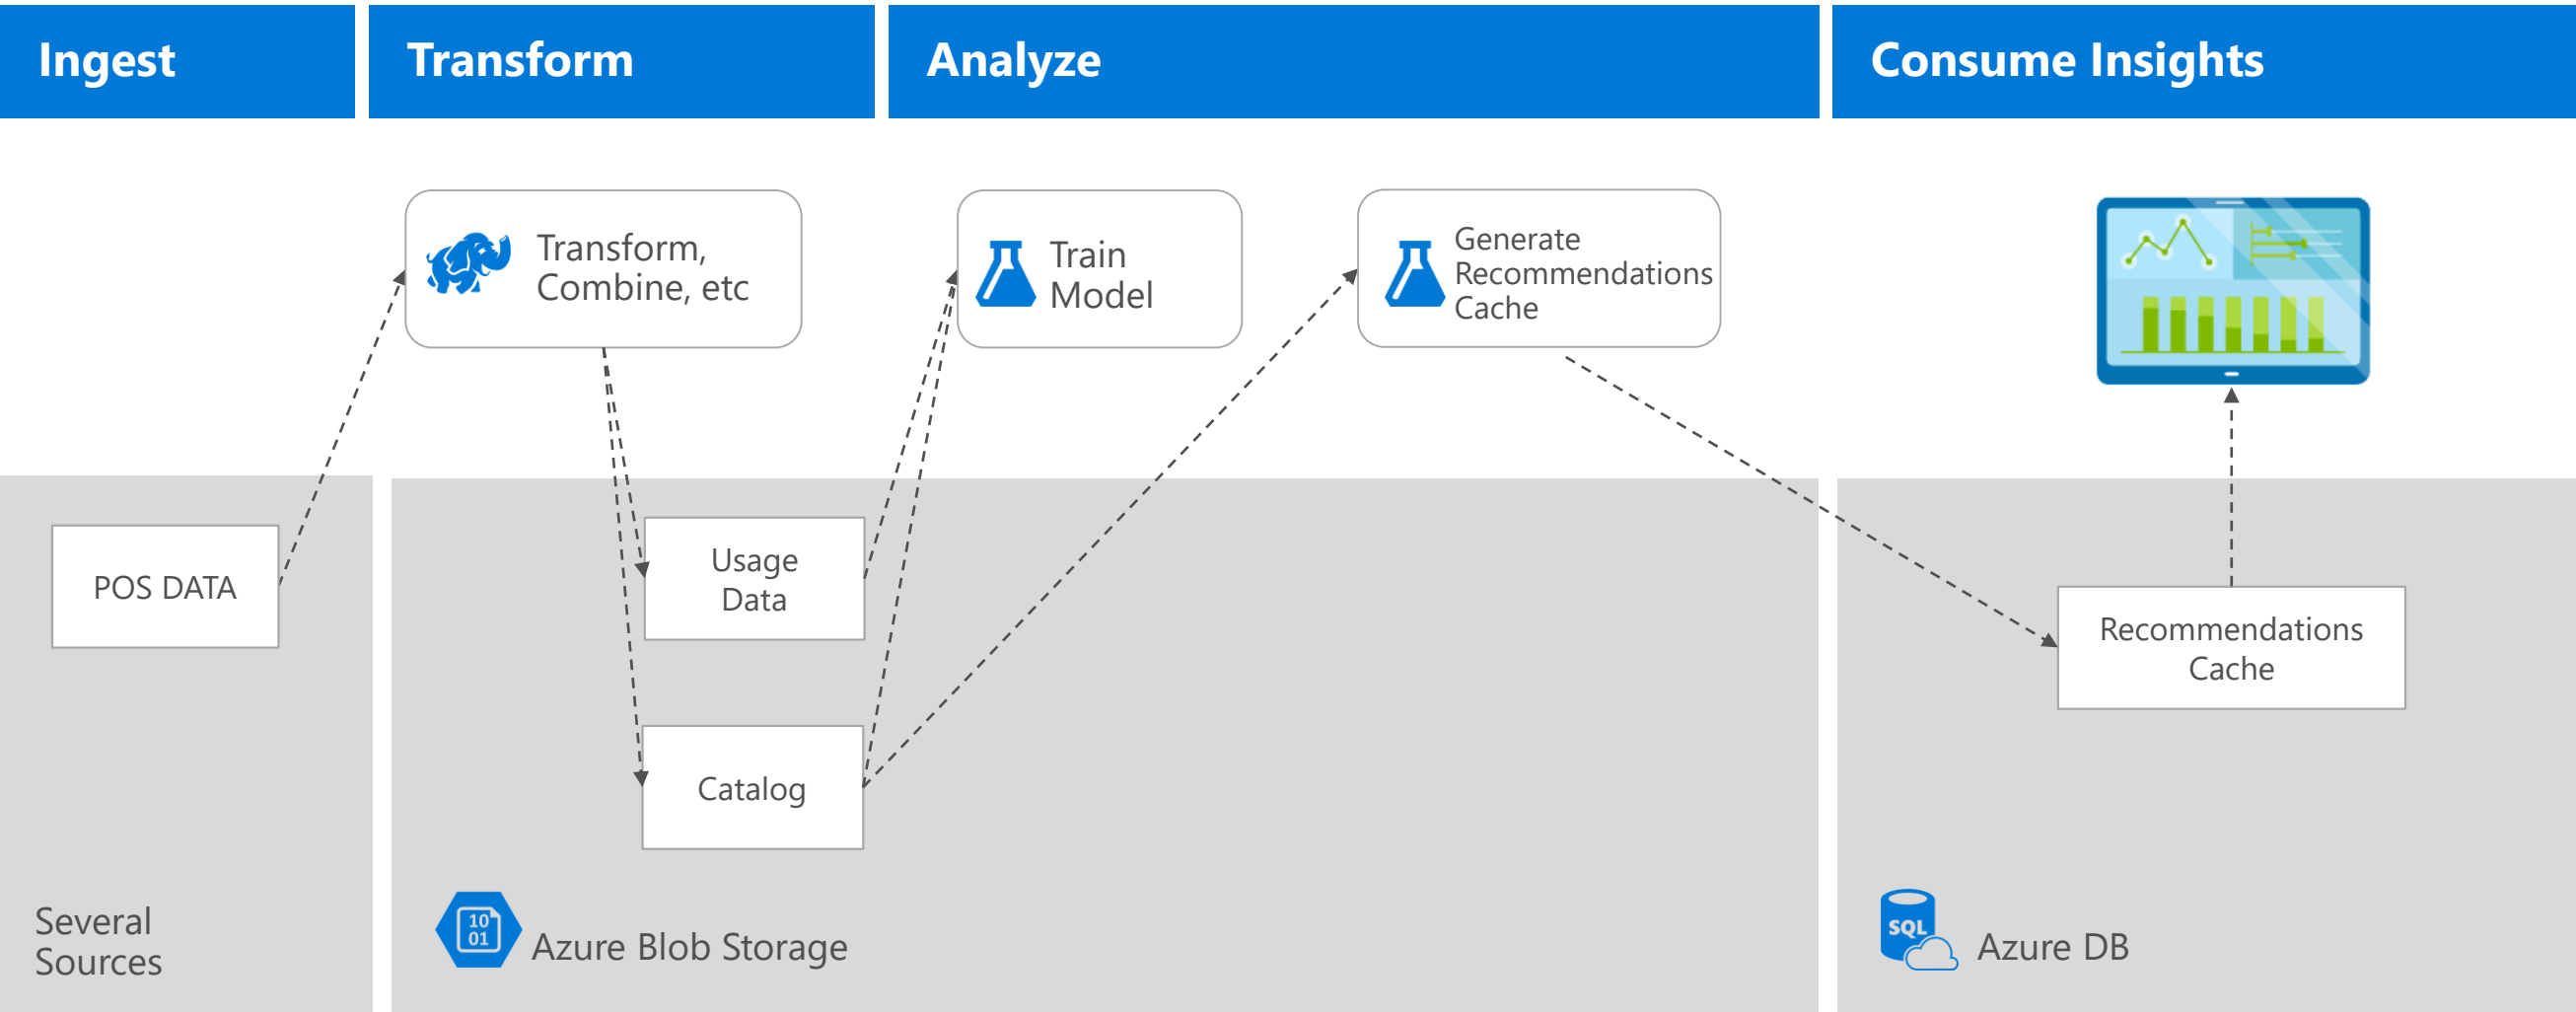 Ingest
Transform
Analyze
Consume Insights
Transform,
Combine, etc
Train
Model
Generate
Recommendations
Cache
POS DATA
Usage
Data
Catalog
Recommendations
Cache
Several
Sources
10
01
Azure Blob Storage
SQL
Azure DB